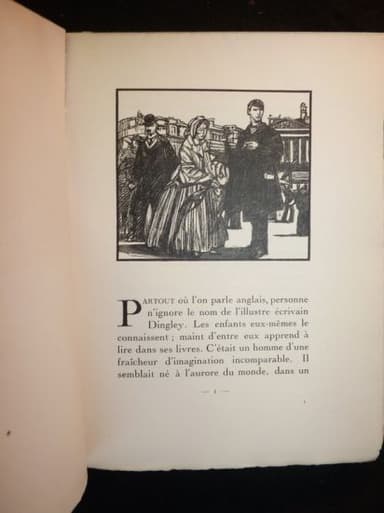 PARTOUT où l'on parle anglais, personne
n'ignore le nom de l'illustre écrivain
Dingley. Les enfants eux-mêmes le
connaissent ; maint d'entre eux apprend à
lire dans ses livres. C'était un homme d'une
fraîcheur d'imagination incomparable. Il
semblait né à l'aurore du monde, dans un
— 1 —